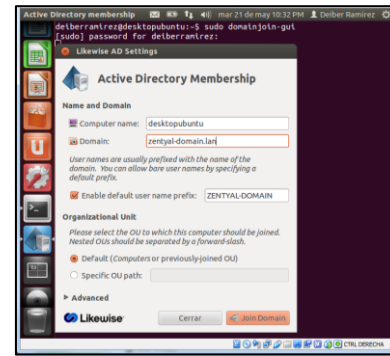 Active Directory membership mar 21 de may 10:32 PM Deiber Ramirez
deiberramirez@desktopubuntu:~$ sudo domainjoin-gui
[sudo] password for deiberramirez:
Likewise AD Settings
Active Directory Membership
Name and Domain
Computer name: desktopubuntu
Domain: zentyal-domain.lan
User names are usually prefixed with the name of the
domain. You can allow bare user names by specifying a
default prefix.
Enable default user name prefix: ZENTYAL-DOMAIN
Organizational Unit
Please select the OU to which this computer should be joined.
Nested OUs should be separated by a forward-slash.
Default (Computers or previously-joined OU)
Specific OU path:
Advanced
Likewise Cerrar Join Domain
CTRL DERECHA